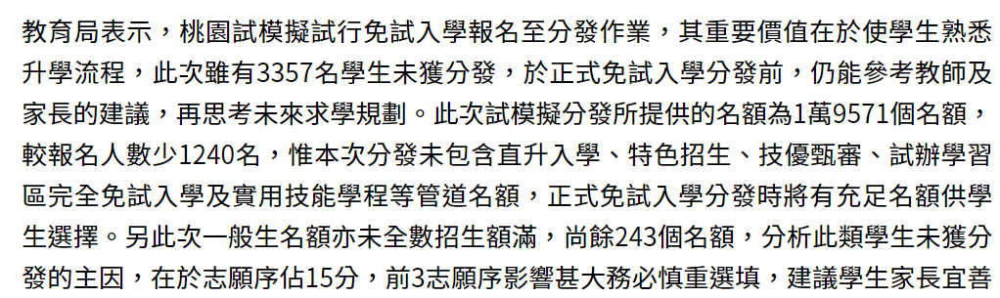 教育局表示，桃園試模擬試行免試入學報名至分發作業，其重要價值在於使學生熟悉
升學流程，此次雖有3357名學生未獲分發，於正式免試入學分發前，仍能參考教師及
家長的建議，再思考未來求學規劃。此次試模擬分發所提供的名額為1萬9571個名額，
較報名人數少1240名，惟本次分發未包含直升入學、特色招生、技優甄審、試辦學習
區完全免試入學及實用技能學程等管道名額，正式免試入學分發時將有充足名額供學
生選擇。另此次一般生名額亦未全數招生額滿，尚餘243個名額，分析此類學生未獲分
發的主因，在於志願序佔15分，前3志願序影響甚大務必慎重選填，建議學生家長宜善